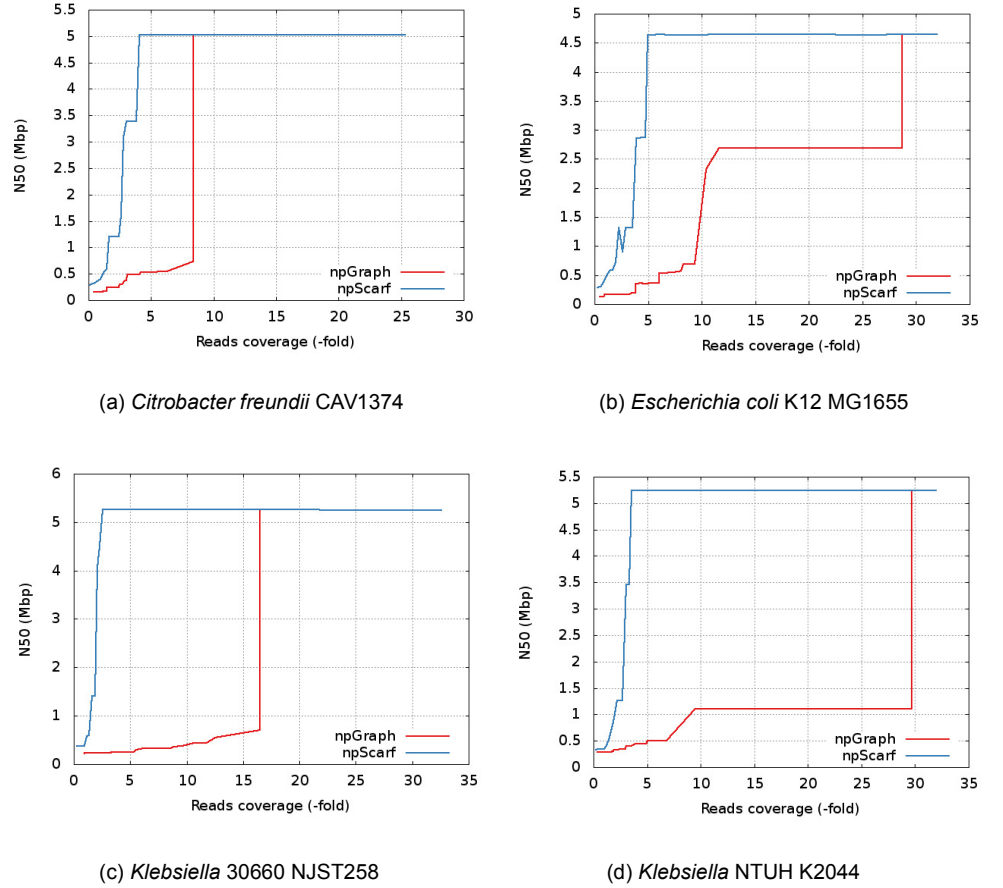 5.5
5
4.5
4
3.5
3
2.5
2
1.5
1
0.5
0
N50 (Mbp)
npGraph
npScarf
0 5 10 15 20 25 30
Reads coverage (-fold)
(a) Citrobacter freundii CAV1374
5
4.5
4
3.5
3
2.5
2
1.5
1
0.5
0
N50 (Mbp)
npGraph
npScarf
0 5 10 15 20 25 30 35
Reads coverage (-fold)
(b) Escherichia coli K12 MG1655
6
5
4
3
2
1
0
N50 (Mbp)
npGraph
npScarf
0 5 10 15 20 25 30 35
Reads coverage (-fold)
(c) Klebsiella 30660 NJST258
5.5
5
4.5
4
3.5
3
2.5
2
1.5
1
0.5
0
N50 (Mbp)
npGraph
npScarf
0 5 10 15 20 25 30 35
Reads coverage (-fold)
(d) Klebsiella NTUH K2044